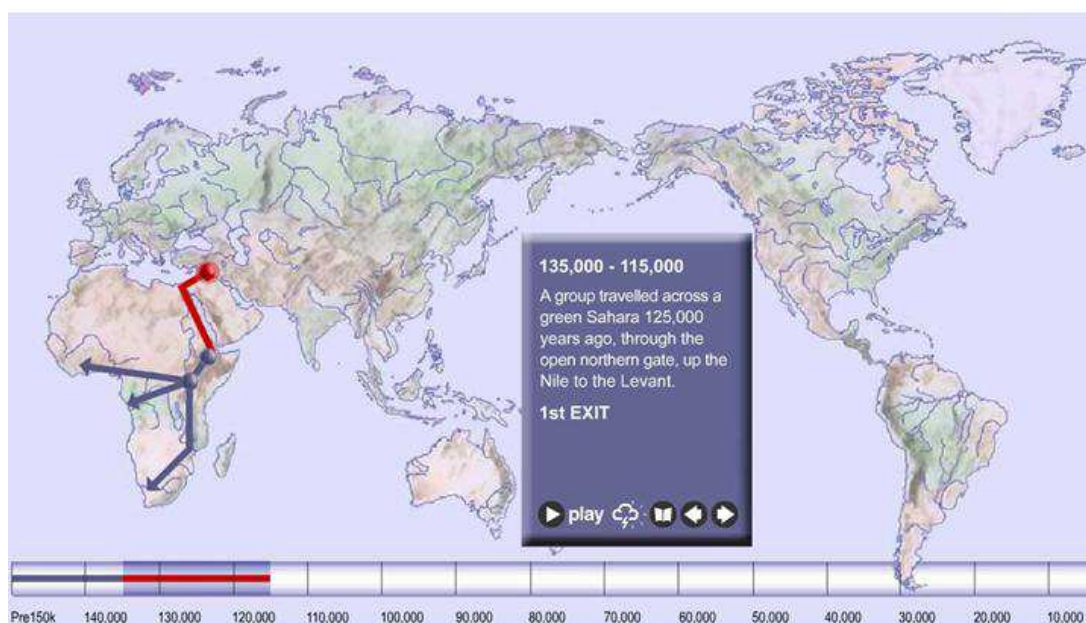 135,000 - 115,000
A group travelled across a
green Sahara 125,000
years ago, through the
open northern gate, up the
Nile to the Levant.
1st EXIT
play
Pre150k 140,000 130,000 120,000 110,000 100,000 90,000 80,000 70,000 60,000 50,000 40,000 30,000 20,000 10,000